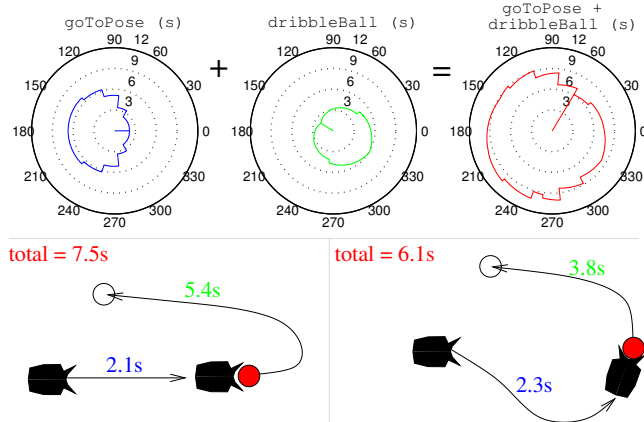 goToPose (s)
dribbleBall (s)
goToPose +
dribbleBall (s)
90 12
120 60
9
150 6 30
3
180 0
210 330
240 300
270
+
90 12
120 60
9
150 6 30
3
180 0
210 330
240 300
270
=
90 12
120 60
9
150 6 30
3
180 0
210 330
240 300
270
total = 7.5s
5.4s
2.1s
total = 6.1s
3.8s
2.3s